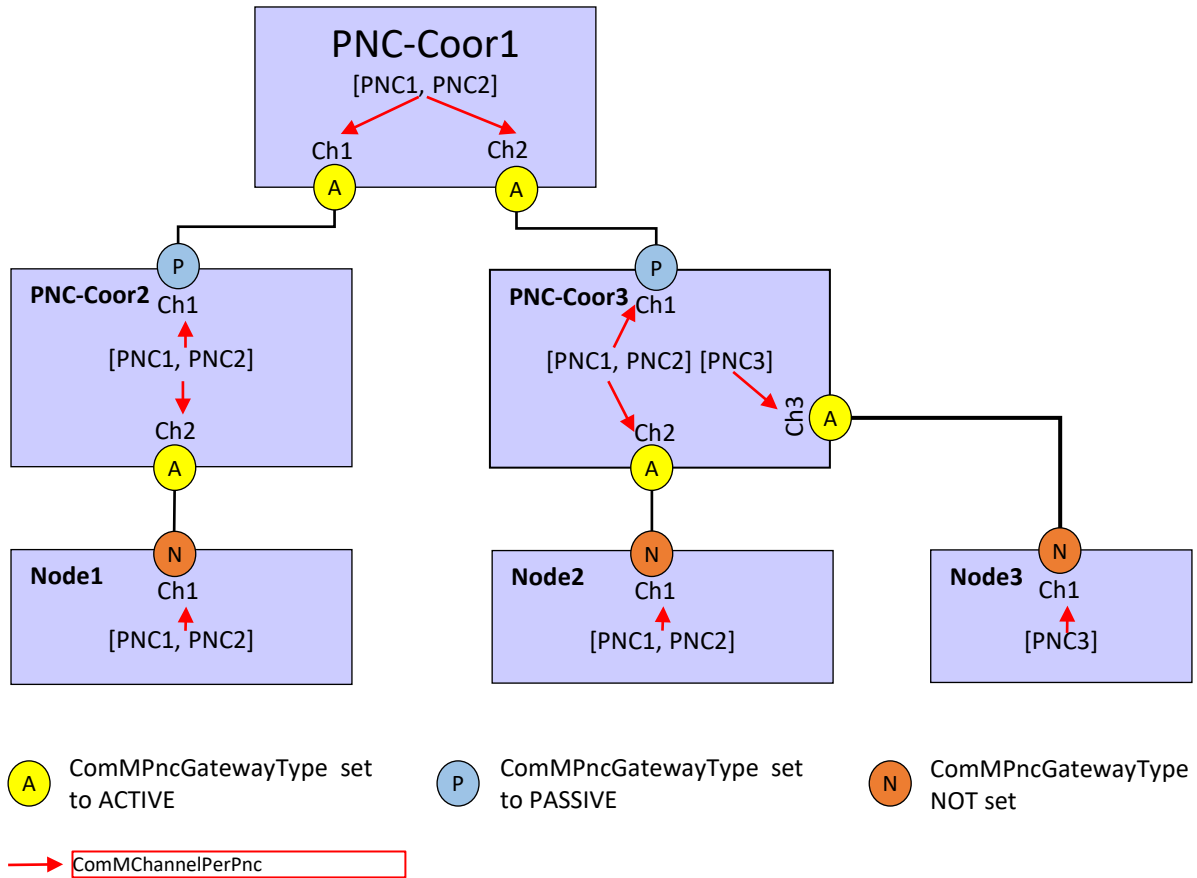 PNC-Coor1
[PNC1, PNC2]
Ch1
Ch2
A
A
P
P
PNC-Coor2
Ch1
[PNC1, PNC2]
Ch2
A
PNC-Coor3
Ch1
[PNC1, PNC2] [PNC3]
Ch3
A
Ch2
A
N
Node1
Ch1
[PNC1, PNC2]
N
Node2
Ch1
[PNC1, PNC2]
N
Node3
Ch1
[PNC3]
A
ComMPncGatewayType set
to ACTIVE
P
ComMPncGatewayType set
to PASSIVE
N
ComMPncGatewayType
NOT set
ComMChannelPerPnc